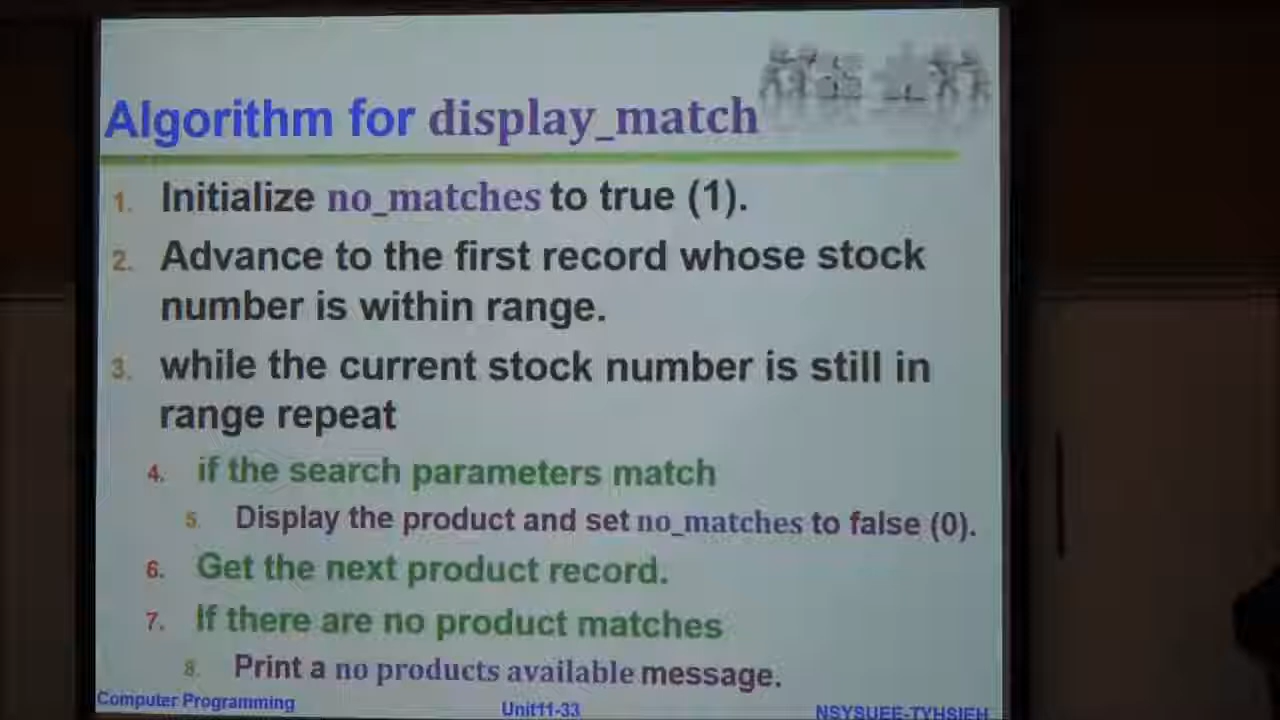 Algorithm for display_match
1. Initialize no_matches to true (1).
2. Advance to the first record whose stock
number is within range.
3. while the current stock number is still in
range repeat
4. if the search parameters match
5. Display the product and set no_matches to false (0).
6. Get the next product record.
7. If there are no product matches
8. Print a no products available message.
Computer Programming Unit11-33 NSYSUEE-TYHSIEH